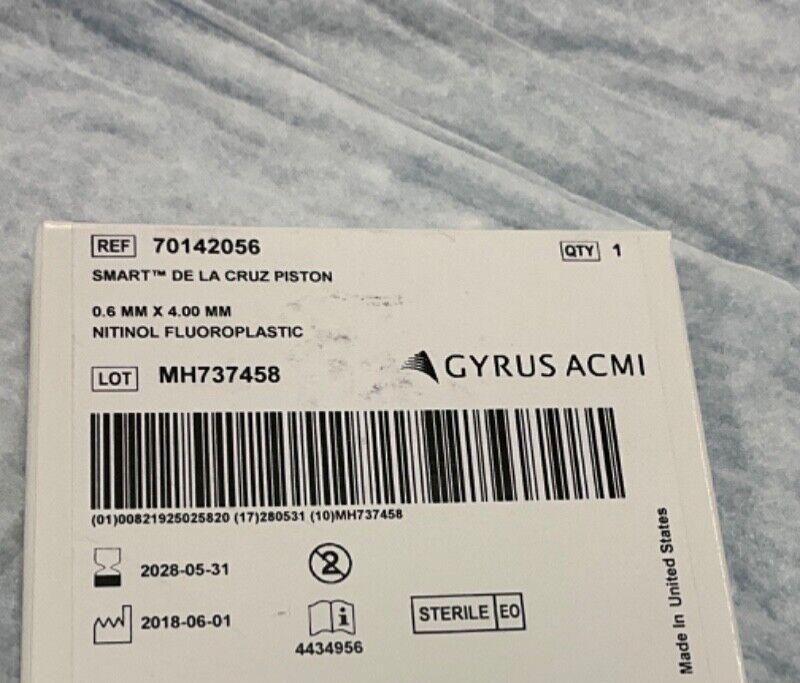 REF 70142056
QTY 1
SMART™ DE LA CRUZ PISTON
0.6 MM X 4.00 MM
NITINOL FLUOROPLASTIC
LOT MH737458
GYRUS ACMI
(01)00821925025820 (17)280531 (10)MH737458
2028-05-31
2
2018-06-01
i
4434956
STERILE EO
Made In United States